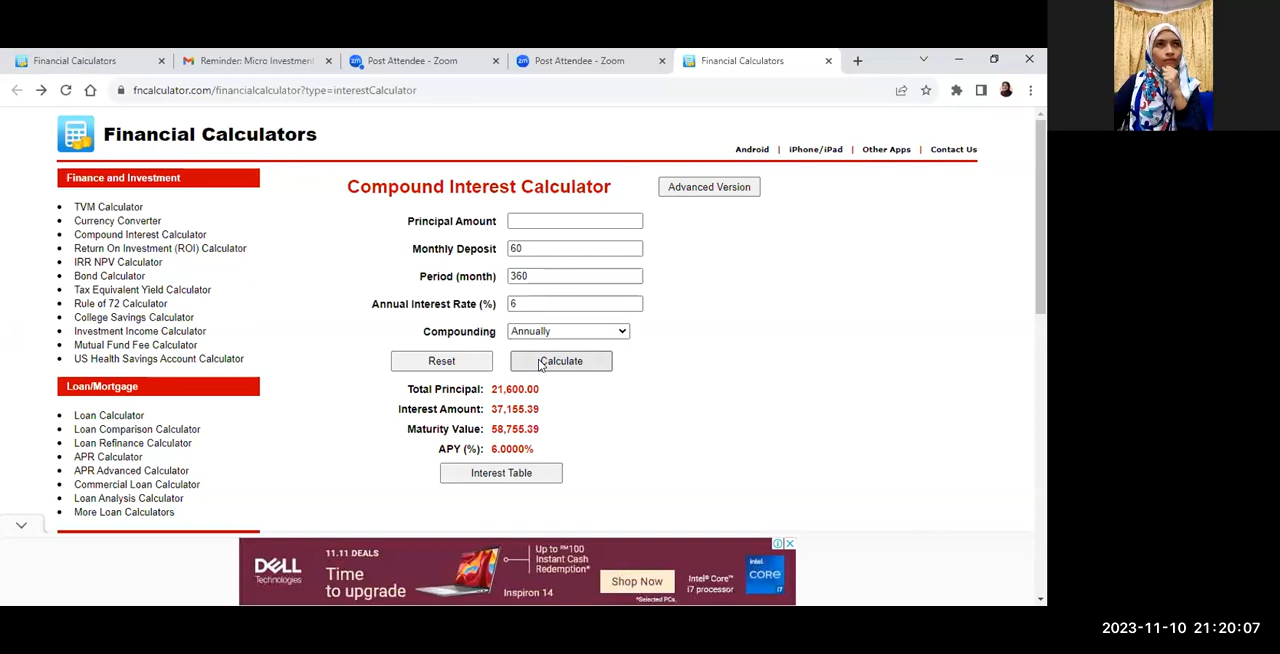 Financial Calculators
Reminder: Micro Investment
Post Attendee - Zoom
Post Attendee - Zoom
Financial Calculators
fncalculator.com/financialcalculator?type=interestCalculator
Financial Calculators
Android | iPhone/iPad | Other Apps | Contact Us
Finance and Investment
TVM Calculator
Currency Converter
Compound Interest Calculator
Return On Investment (ROI) Calculator
IRR NPV Calculator
Bond Calculator
Tax Equivalent Yield Calculator
Rule of 72 Calculator
College Savings Calculator
Investment Income Calculator
Mutual Fund Fee Calculator
US Health Savings Account Calculator
Loan/Mortgage
Loan Calculator
Loan Comparison Calculator
Loan Refinance Calculator
APR Calculator
APR Advanced Calculator
Commercial Loan Calculator
Loan Analysis Calculator
More Loan Calculators
Compound Interest Calculator
Advanced Version
Principal Amount
Monthly Deposit 60
Period (month) 360
Annual Interest Rate (%) 6
Compounding Annually
Reset Calculate
Total Principal: 21,600.00
Interest Amount: 37,155.39
Maturity Value: 58,755.39
APY (%): 6.0000%
Interest Table
DELL
Technologies
11.11 DEALS
Time
to upgrade
Up to RM100
Instant Cash
Redemption*
Inspiron 14
Shop Now
*Selected PCs.
Intel® Core™
i7 processor
intel.
CORE
i7
2023-11-10 21:20:07